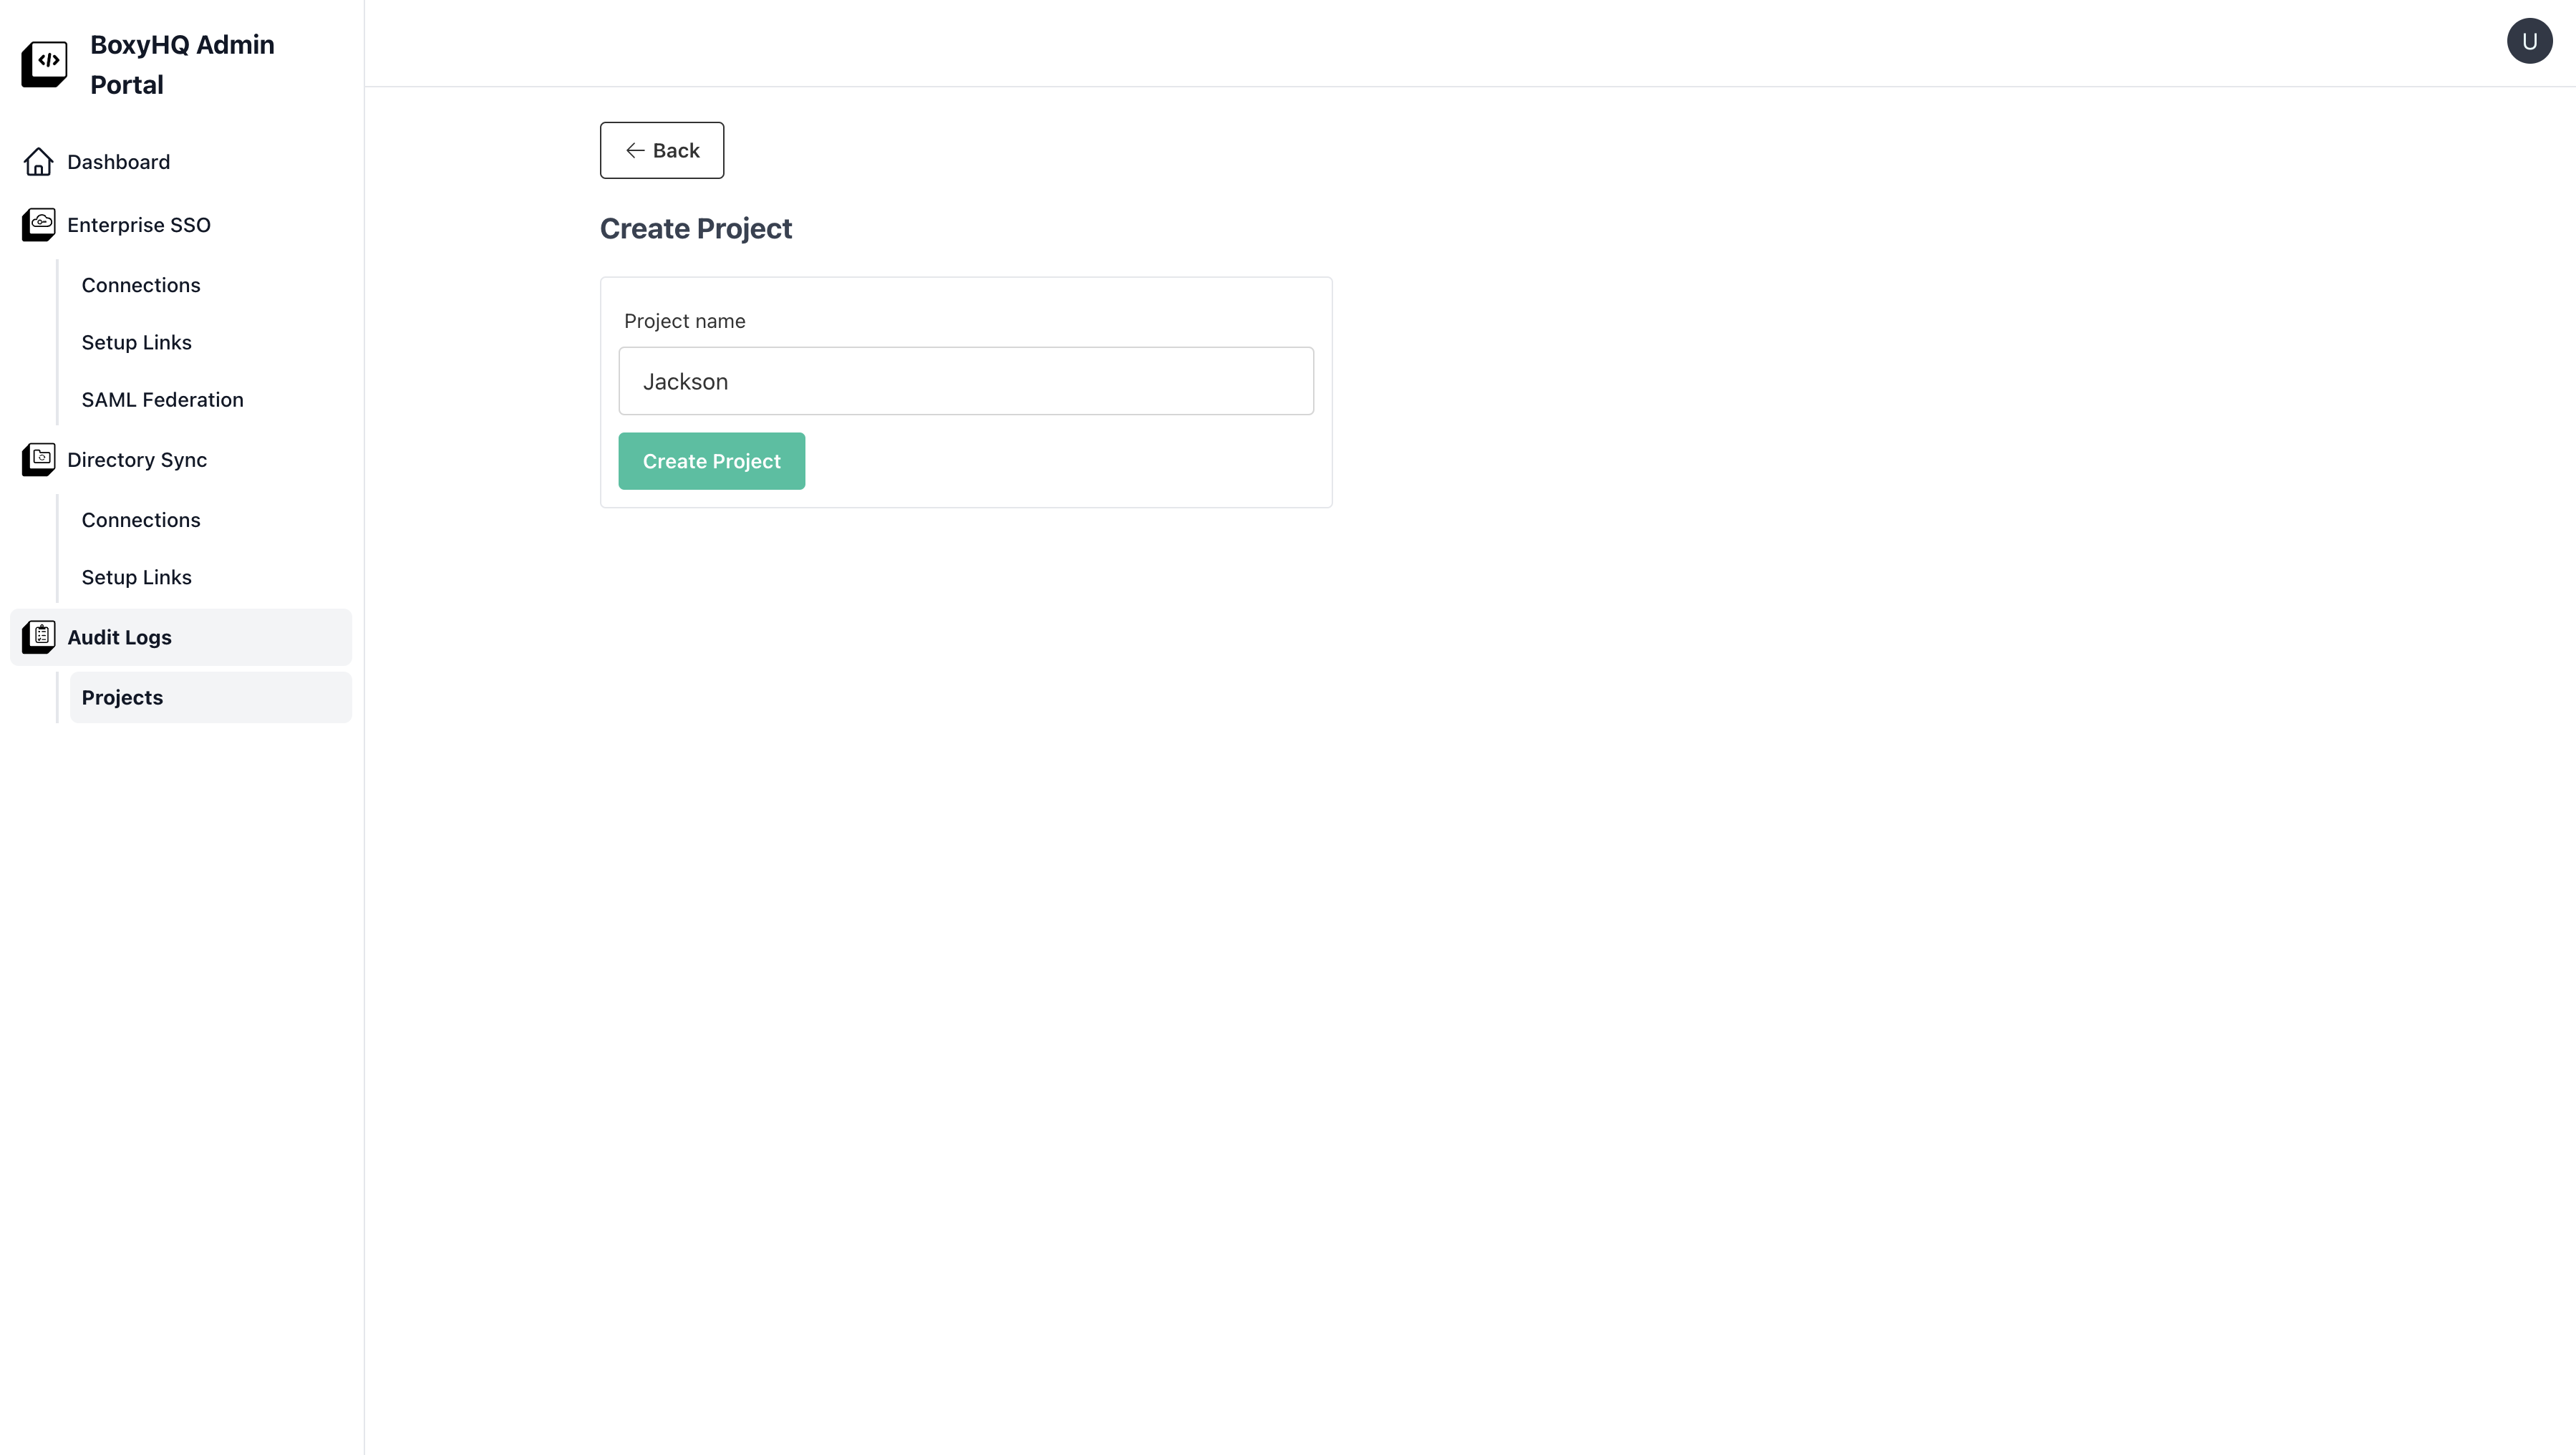 BoxyHQ Admin
Portal
Dashboard
Enterprise SSO
Connections
Setup Links
SAML Federation
Directory Sync
Connections
Setup Links
Audit Logs
Projects
U
Back
Create Project
Project name
Jackson
Create Project